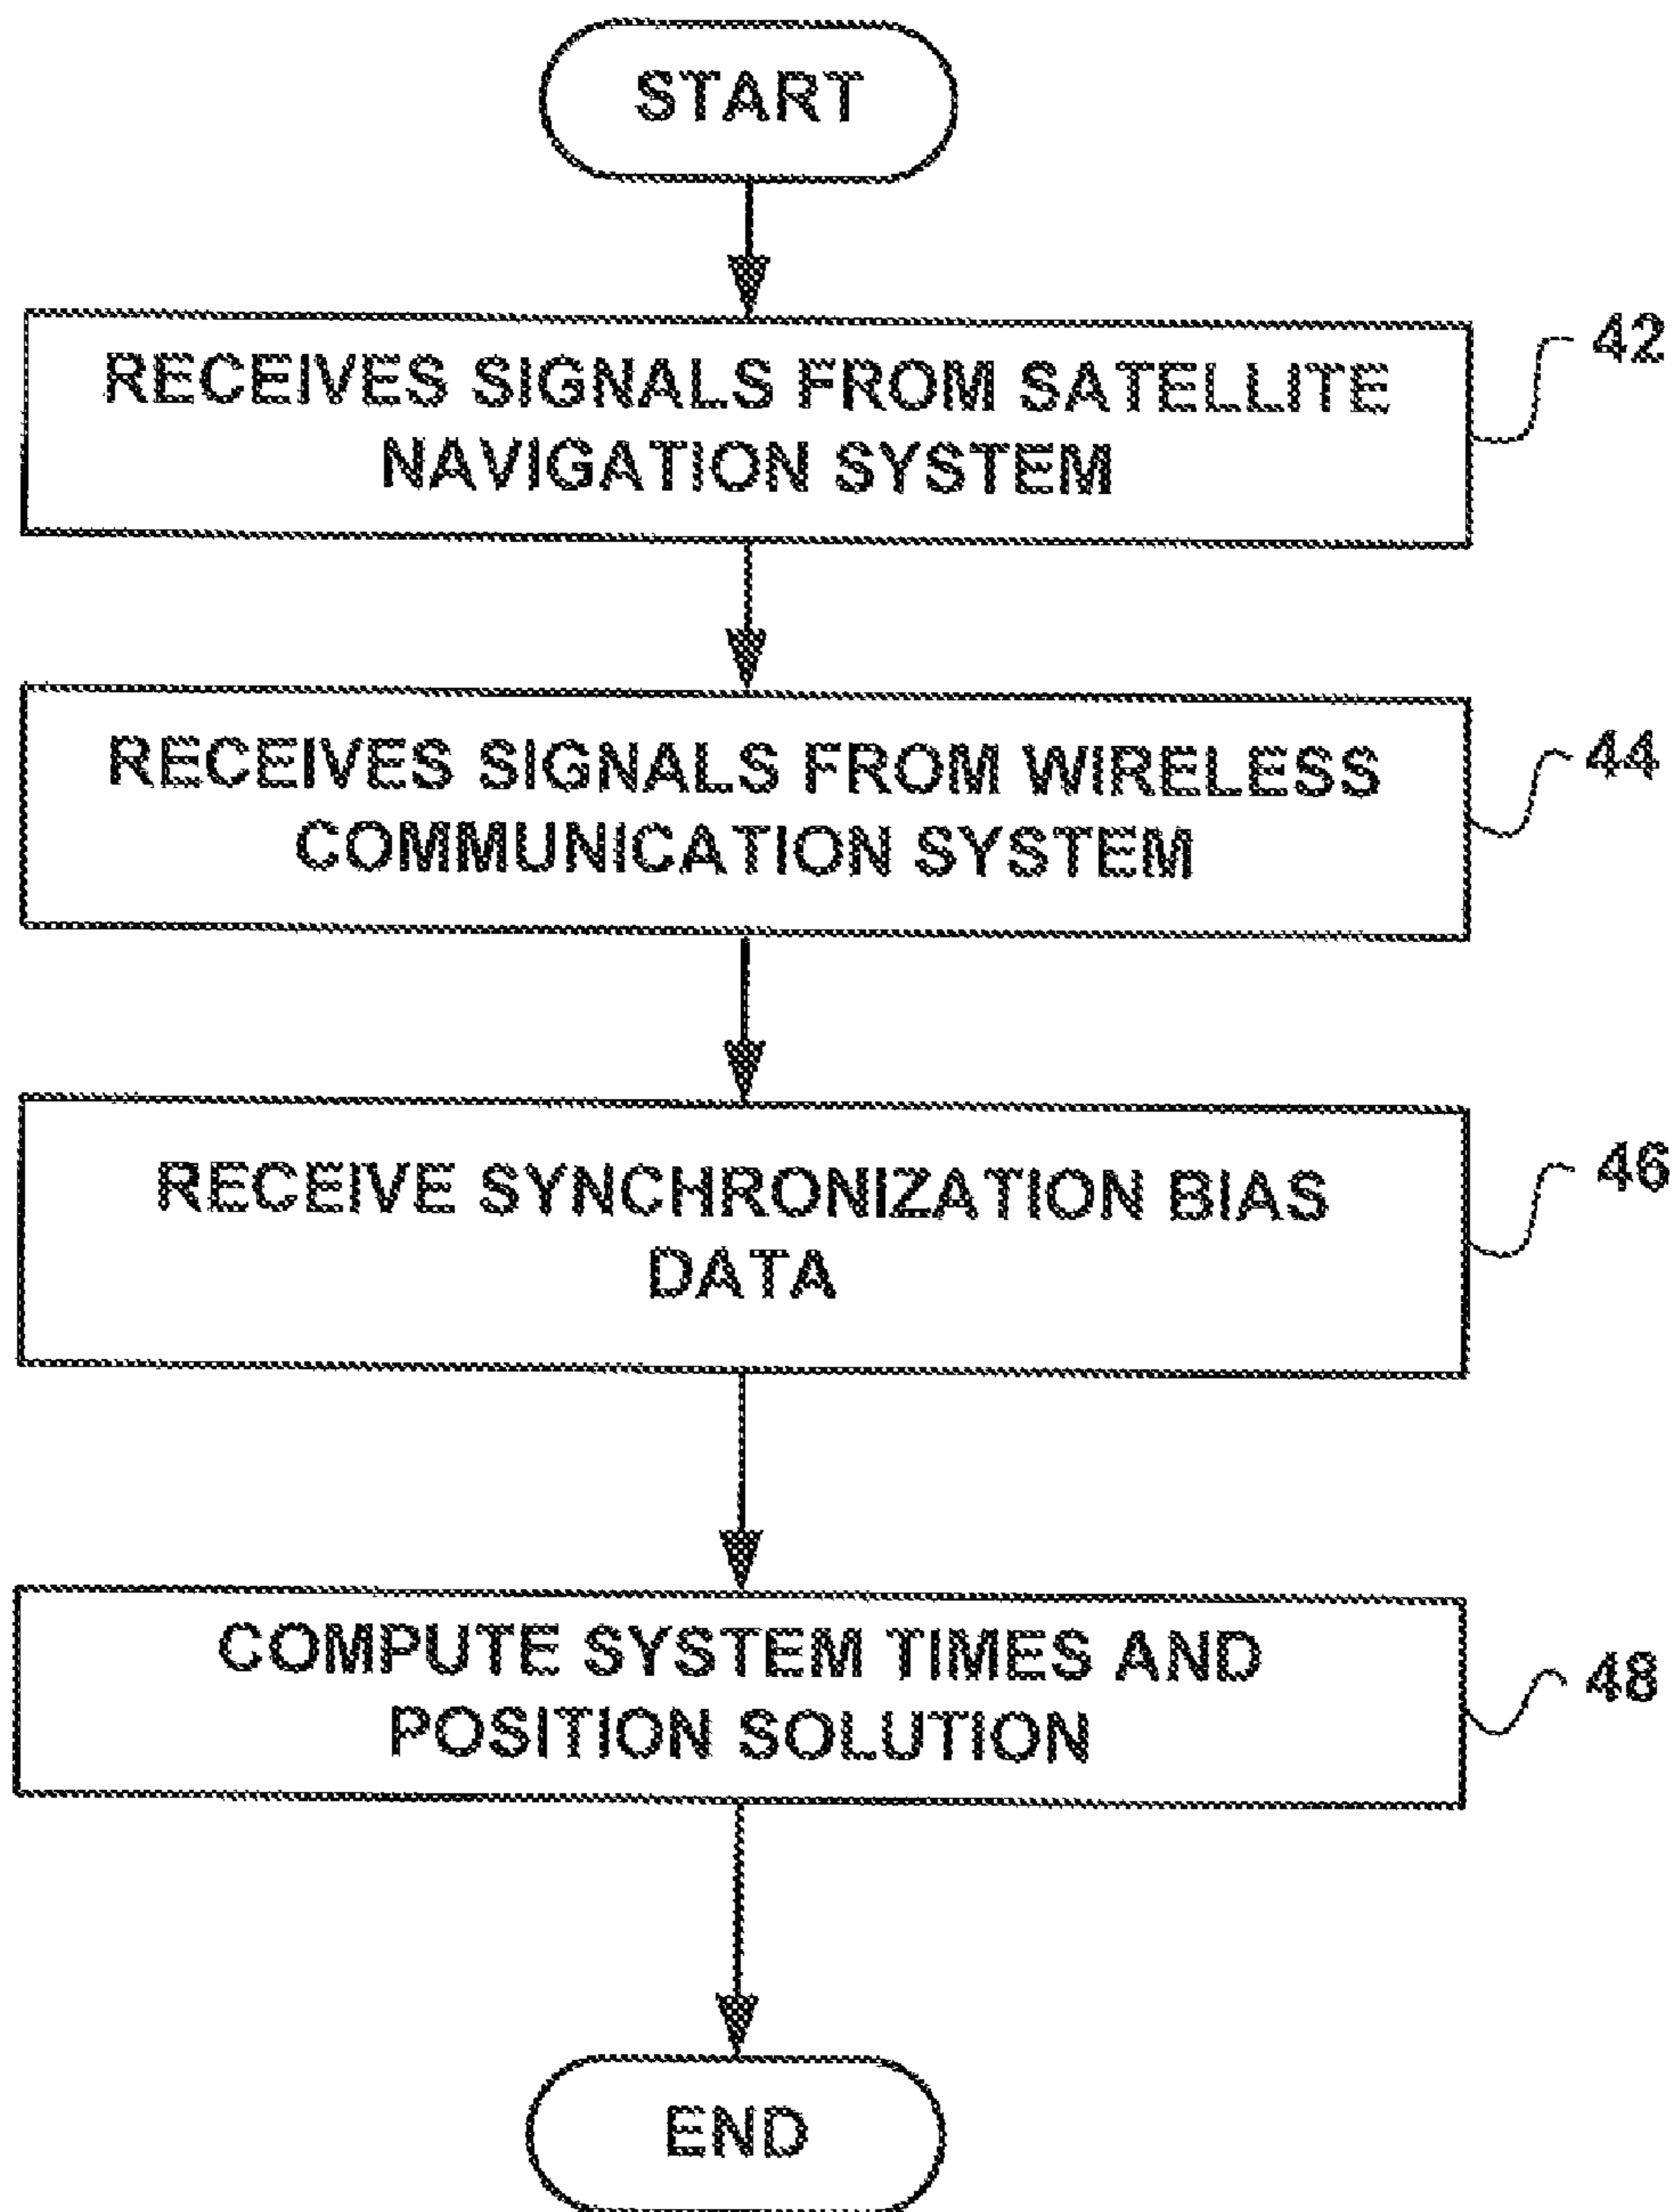 START
RECEIVES SIGNALS FROM SATELLITE
NAVIGATION SYSTEM
42
RECEIVES SIGNALS FROM WIRELESS
COMMUNICATION SYSTEM
44
RECEIVE SYNCHRONIZATION BIAS
DATA
46
COMPUTE SYSTEM TIMES AND
POSITION SOLUTION
48
END